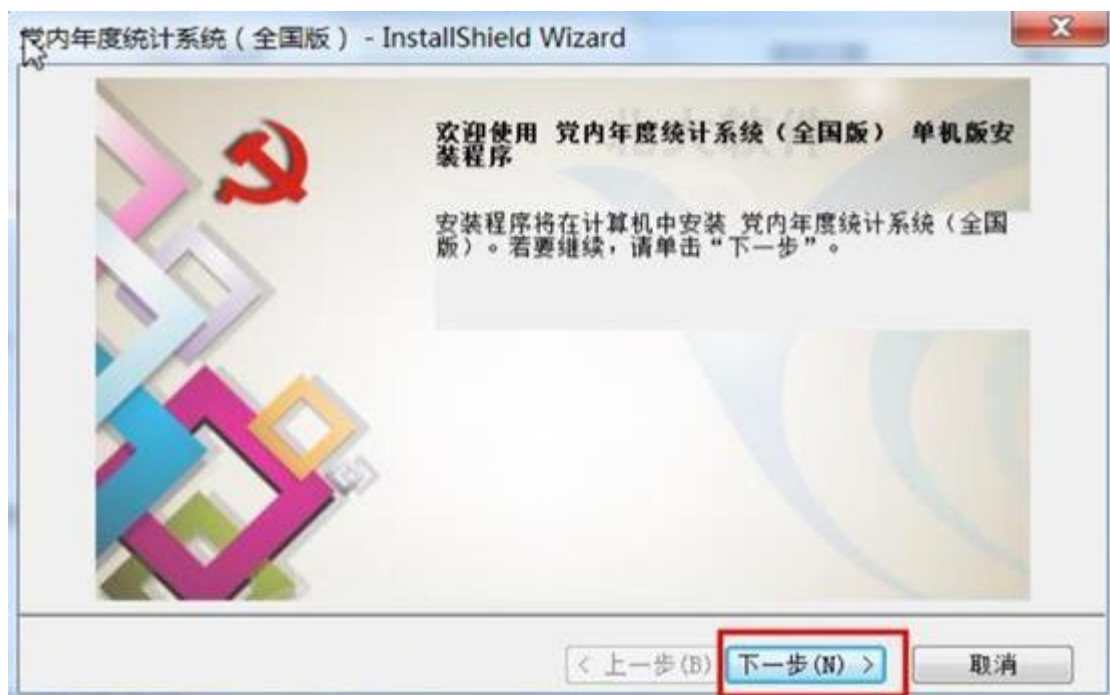 党内年度统计系统（全国版） - InstallShield Wizard
欢迎使用 党内年度统计系统（全国版） 单机版安
装程序
安装程序将在计算机中安装 党内年度统计系统（全国
版）。若要继续，请单击“下一步”。
< 上一步(B)
下一步(N) >
取消